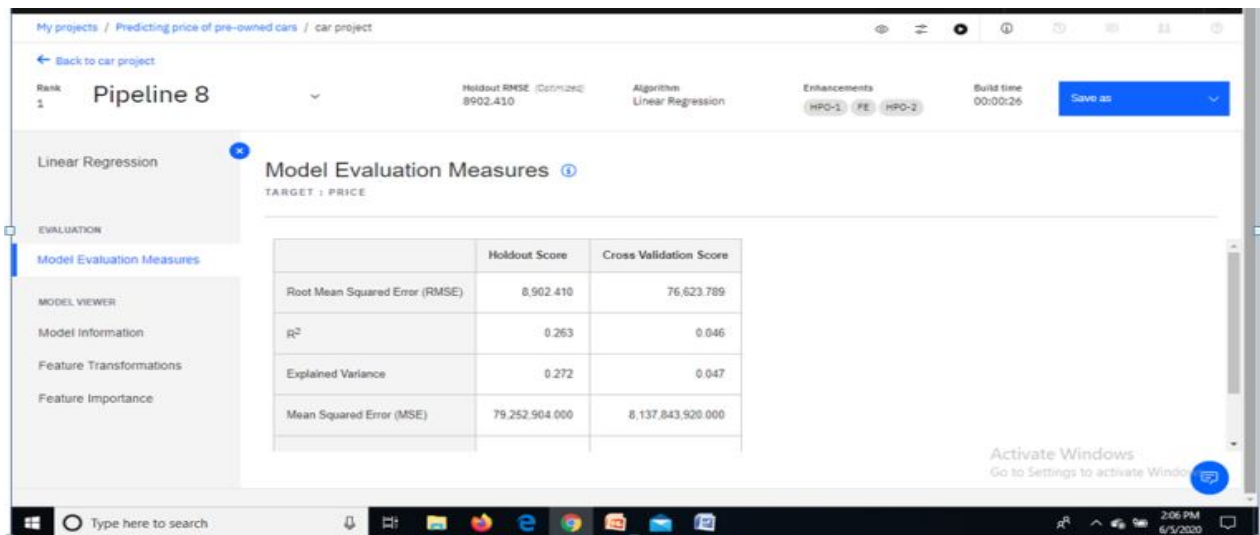 My projects / Predicting price of pre-owned cars / car project
Back to car project
Rank
1
Pipeline 8
Holdout RMSE (Optimized)
8902.410
Algorithm
Linear Regression
Enhancements
HPO-1 FE HPO-2
Build time
00:00:26
Save as
Linear Regression
EVALUATION
Model Evaluation Measures
MODEL VIEWER
Model Information
Feature Transformations
Feature Importance
Model Evaluation Measures
TARGET : PRICE
Holdout Score Cross Validation Score
Root Mean Squared Error (RMSE) 8,902.410 76,623.789
R² 0.263 0.046
Explained Variance 0.272 0.047
Mean Squared Error (MSE) 79,252,904.000 8,137,843,920.000
Activate Windows
Go to Settings to activate Windo
Type here to search
2:06 PM
6/5/2020